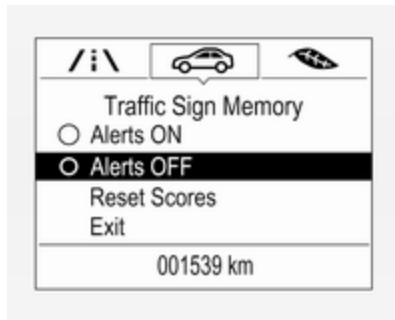 Traffic Sign Memory
Alerts ON
Alerts OFF
Reset Scores
Exit
001539 km